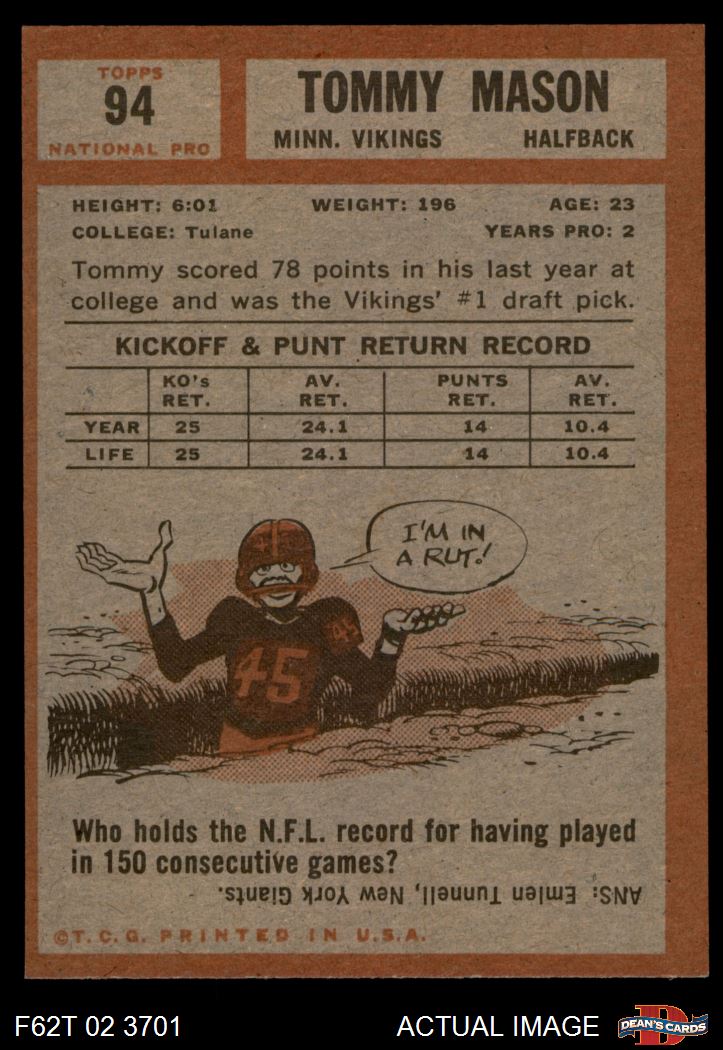 TOPPS
94
NATIONAL PRO
TOMMY MASON
MINN. VIKINGS HALFBACK
HEIGHT: 6:01 WEIGHT: 196 AGE: 23
COLLEGE: Tulane YEARS PRO: 2
Tommy scored 78 points in his last year at
college and was the Vikings' #1 draft pick.
KICKOFF & PUNT RETURN RECORD
KO's AV. PUNTS AV.
RET. RET. RET. RET.
YEAR 25 24.1 14 10.4
LIFE 25 24.1 14 10.4
I'M IN
A RUT!
45
45
Who holds the N.F.L. record for having played
in 150 consecutive games?
ANS: Emlen Tunnell, New York Giants.
©T.C.G. PRINTED IN U.S.A.
F62T 02 3701 ACTUAL IMAGE D DEAN'S CARDS